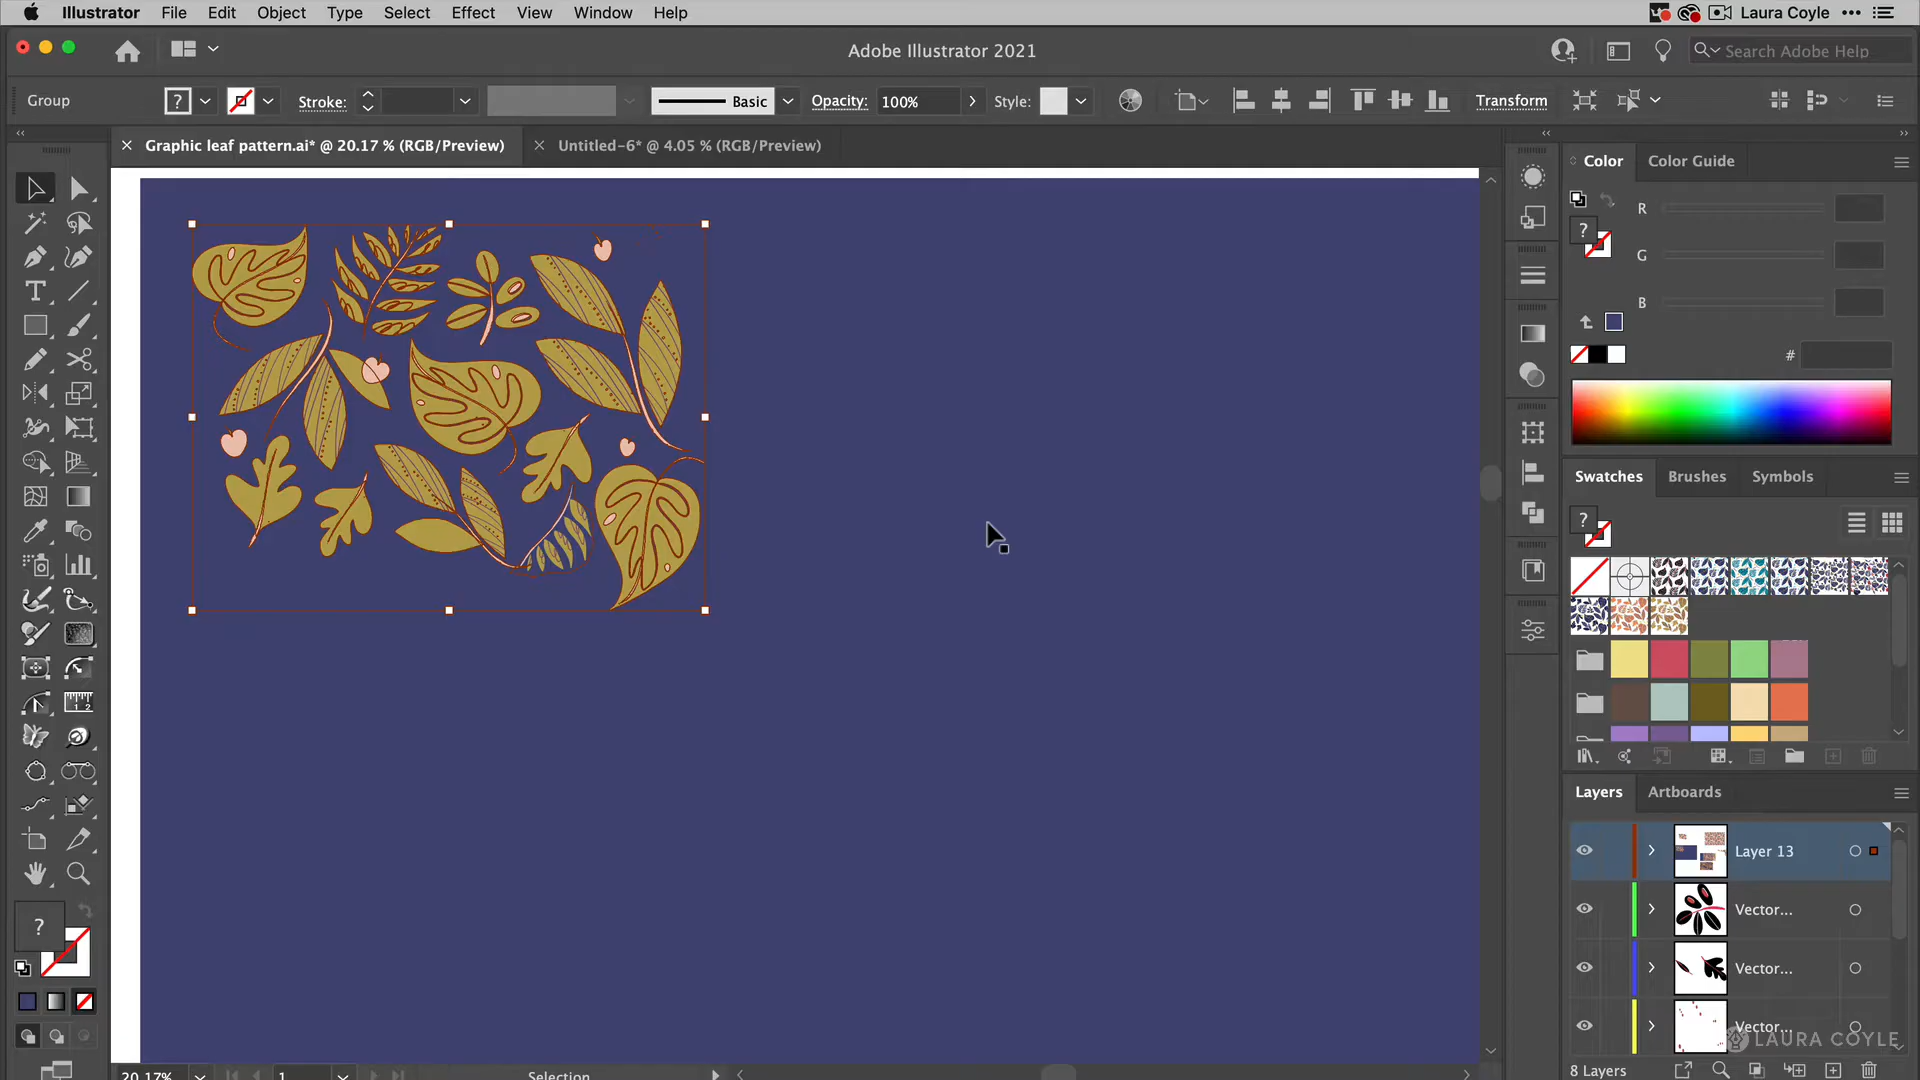 Illustrator File Edit Object Type Select Effect View Window Help Laura Coyle
Adobe Illustrator 2021 Search Adobe Help
Group ? Stroke: Basic Opacity: 100% Style: Transform
Graphic leaf pattern.ai* @ 20.17 % (RGB/Preview) Untitled-6* @ 4.05 % (RGB/Preview)
Color Color Guide
R
? G
B
#
Swatches Brushes Symbols
?
Layers Artboards
Layer 13
Vector...
?
Vector...
Vector...
LAURA COYLE
20.17% 1 Selection 8 Layers